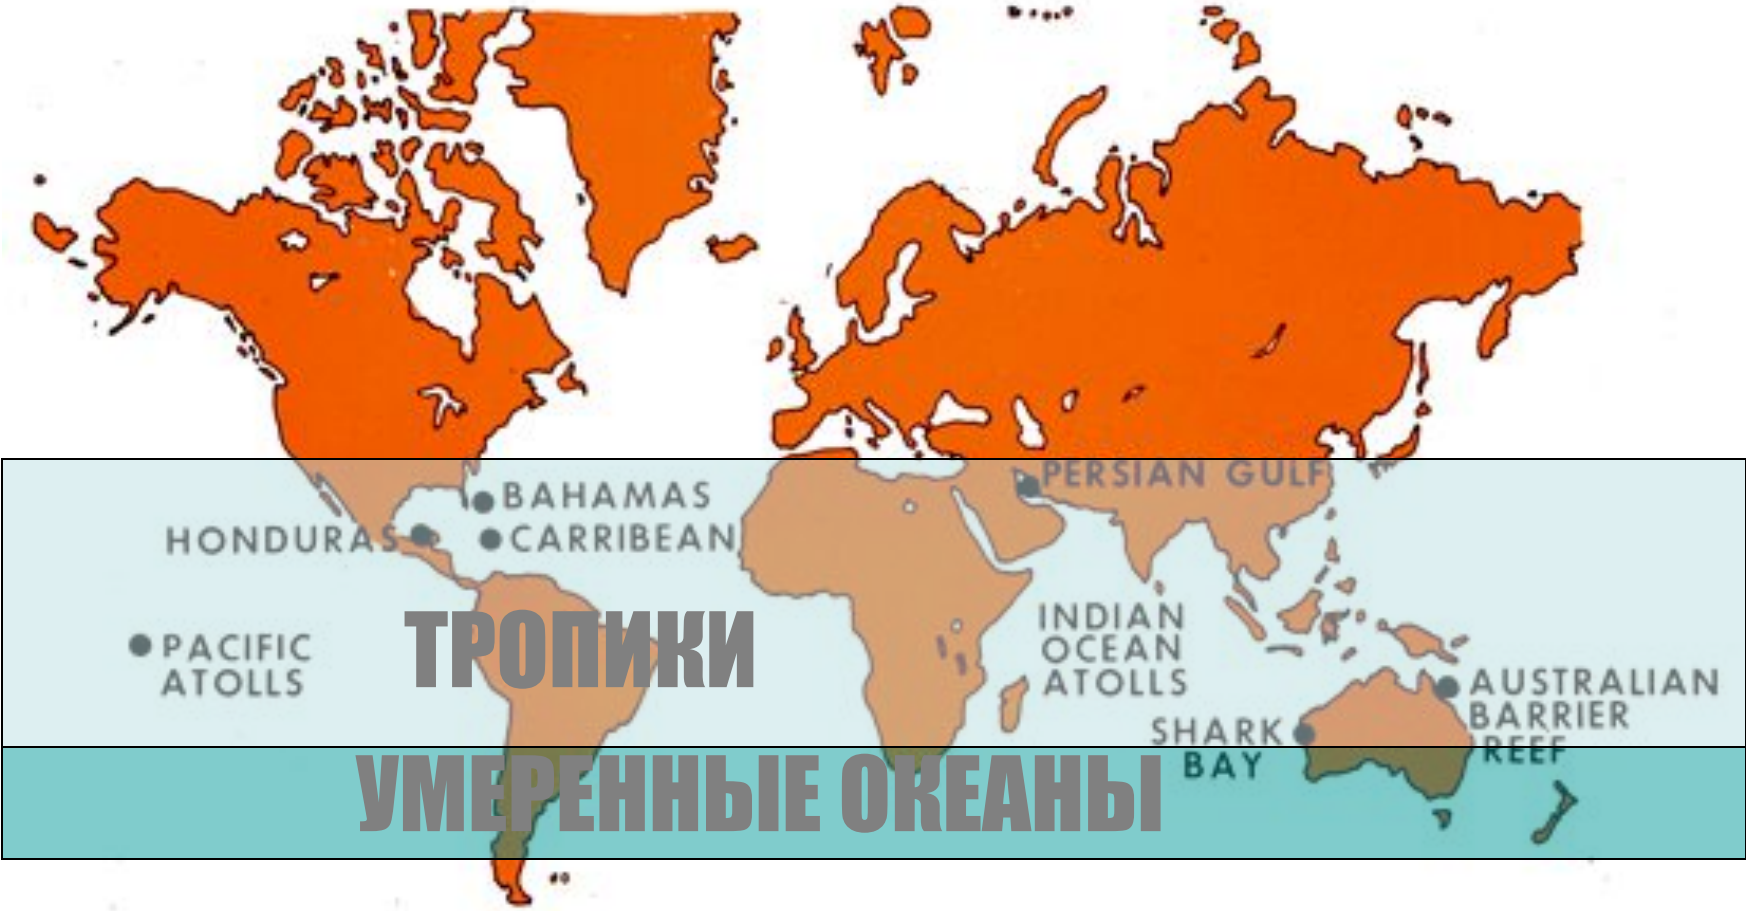 PERSIAN GULF
BAHAMAS
HONDURAS
CARRIBEAN
INDIAN
OCEAN
ATOLLS
ТРОПИКИ
PACIFIC
ATOLLS
AUSTRALIAN
BARRIER
REEF
SHARK
BAY
УМЕРЕННЫЕ ОКЕАНЫ